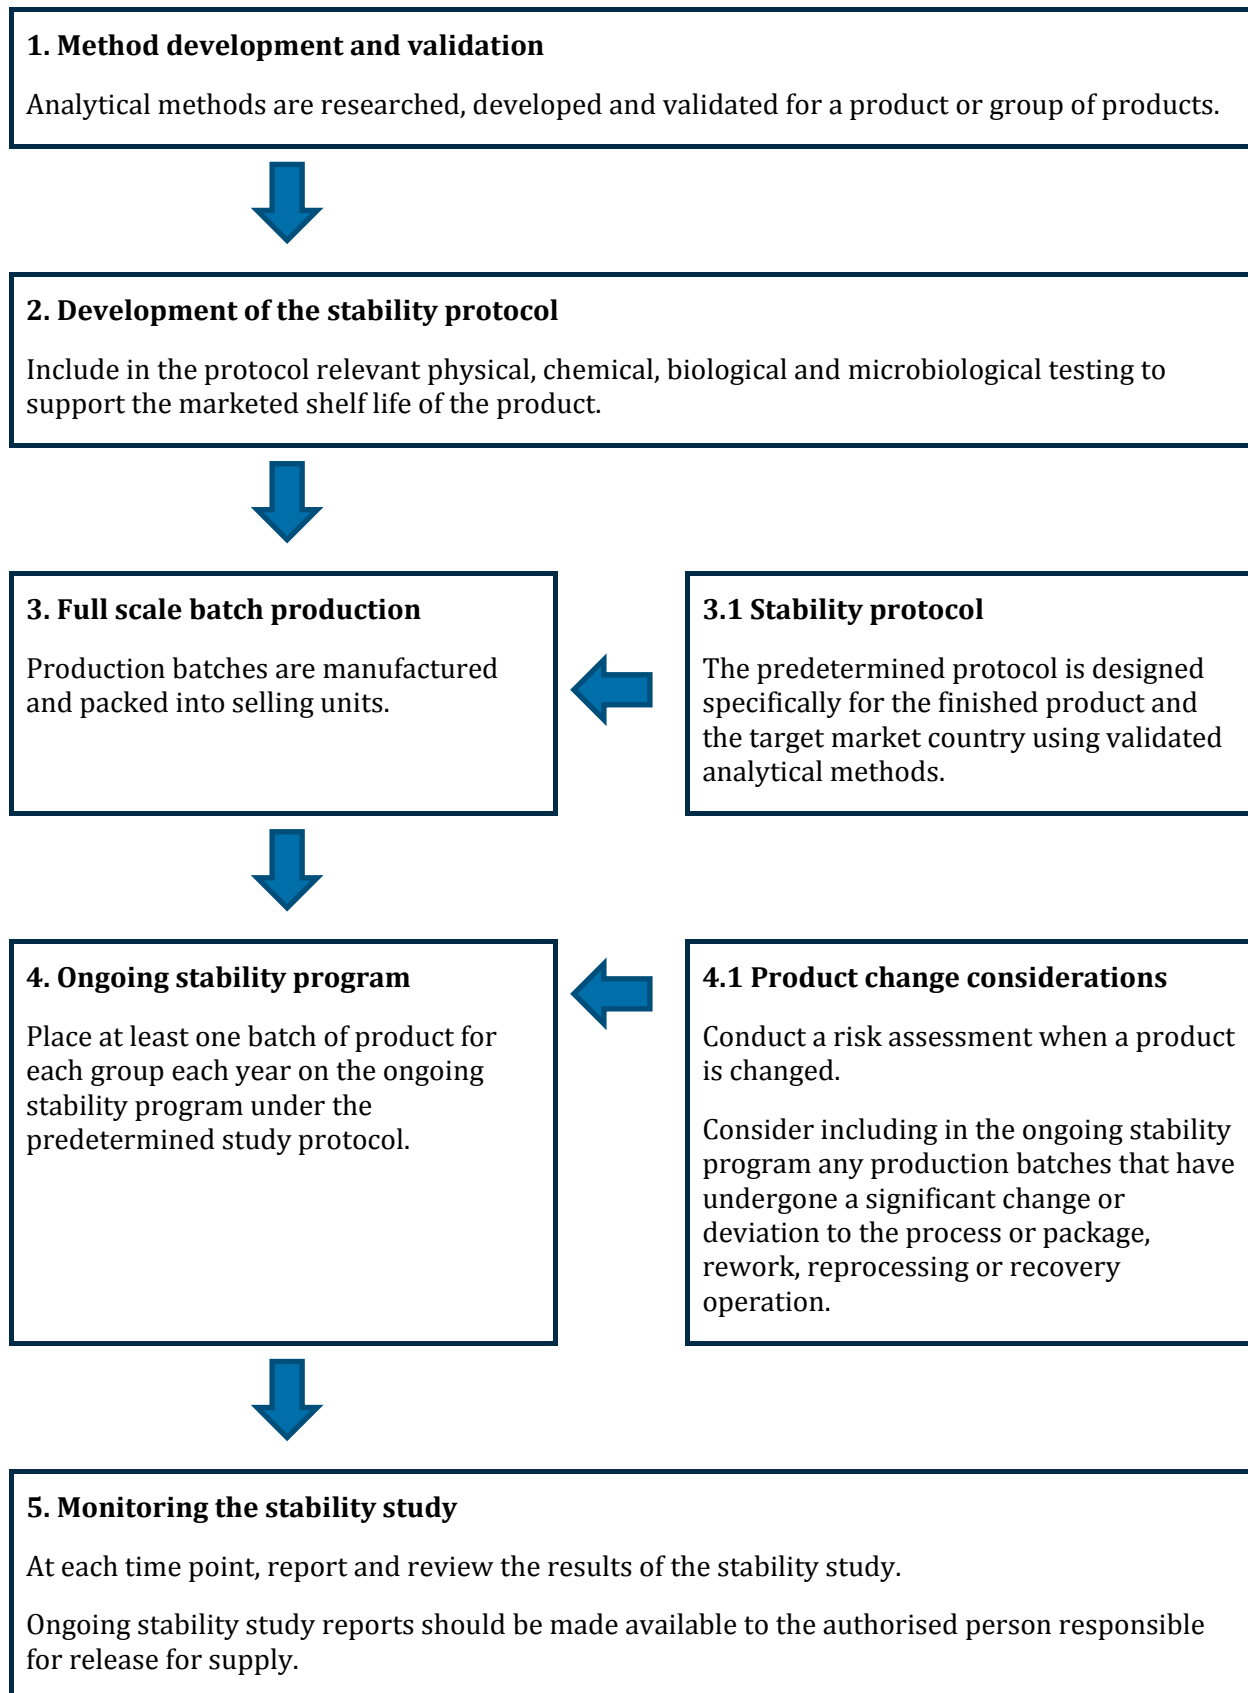 1. Method development and validation
Analytical methods are researched, developed and validated for a product or group of products.
2. Development of the stability protocol
Include in the protocol relevant physical, chemical, biological and microbiological testing to
support the marketed shelf life of the product.
3. Full scale batch production
Production batches are manufactured
and packed into selling units.
3.1 Stability protocol
The predetermined protocol is designed
specifically for the finished product and
the target market country using validated
analytical methods.
4. Ongoing stability program
Place at least one batch of product for
each group each year on the ongoing
stability program under the
predetermined study protocol.
4.1 Product change considerations
Conduct a risk assessment when a product
is changed.
Consider including in the ongoing stability
program any production batches that have
undergone a significant change or
deviation to the process or package,
rework, reprocessing or recovery
operation.
5. Monitoring the stability study
At each time point, report and review the results of the stability study.
Ongoing stability study reports should be made available to the authorised person responsible
for release for supply.